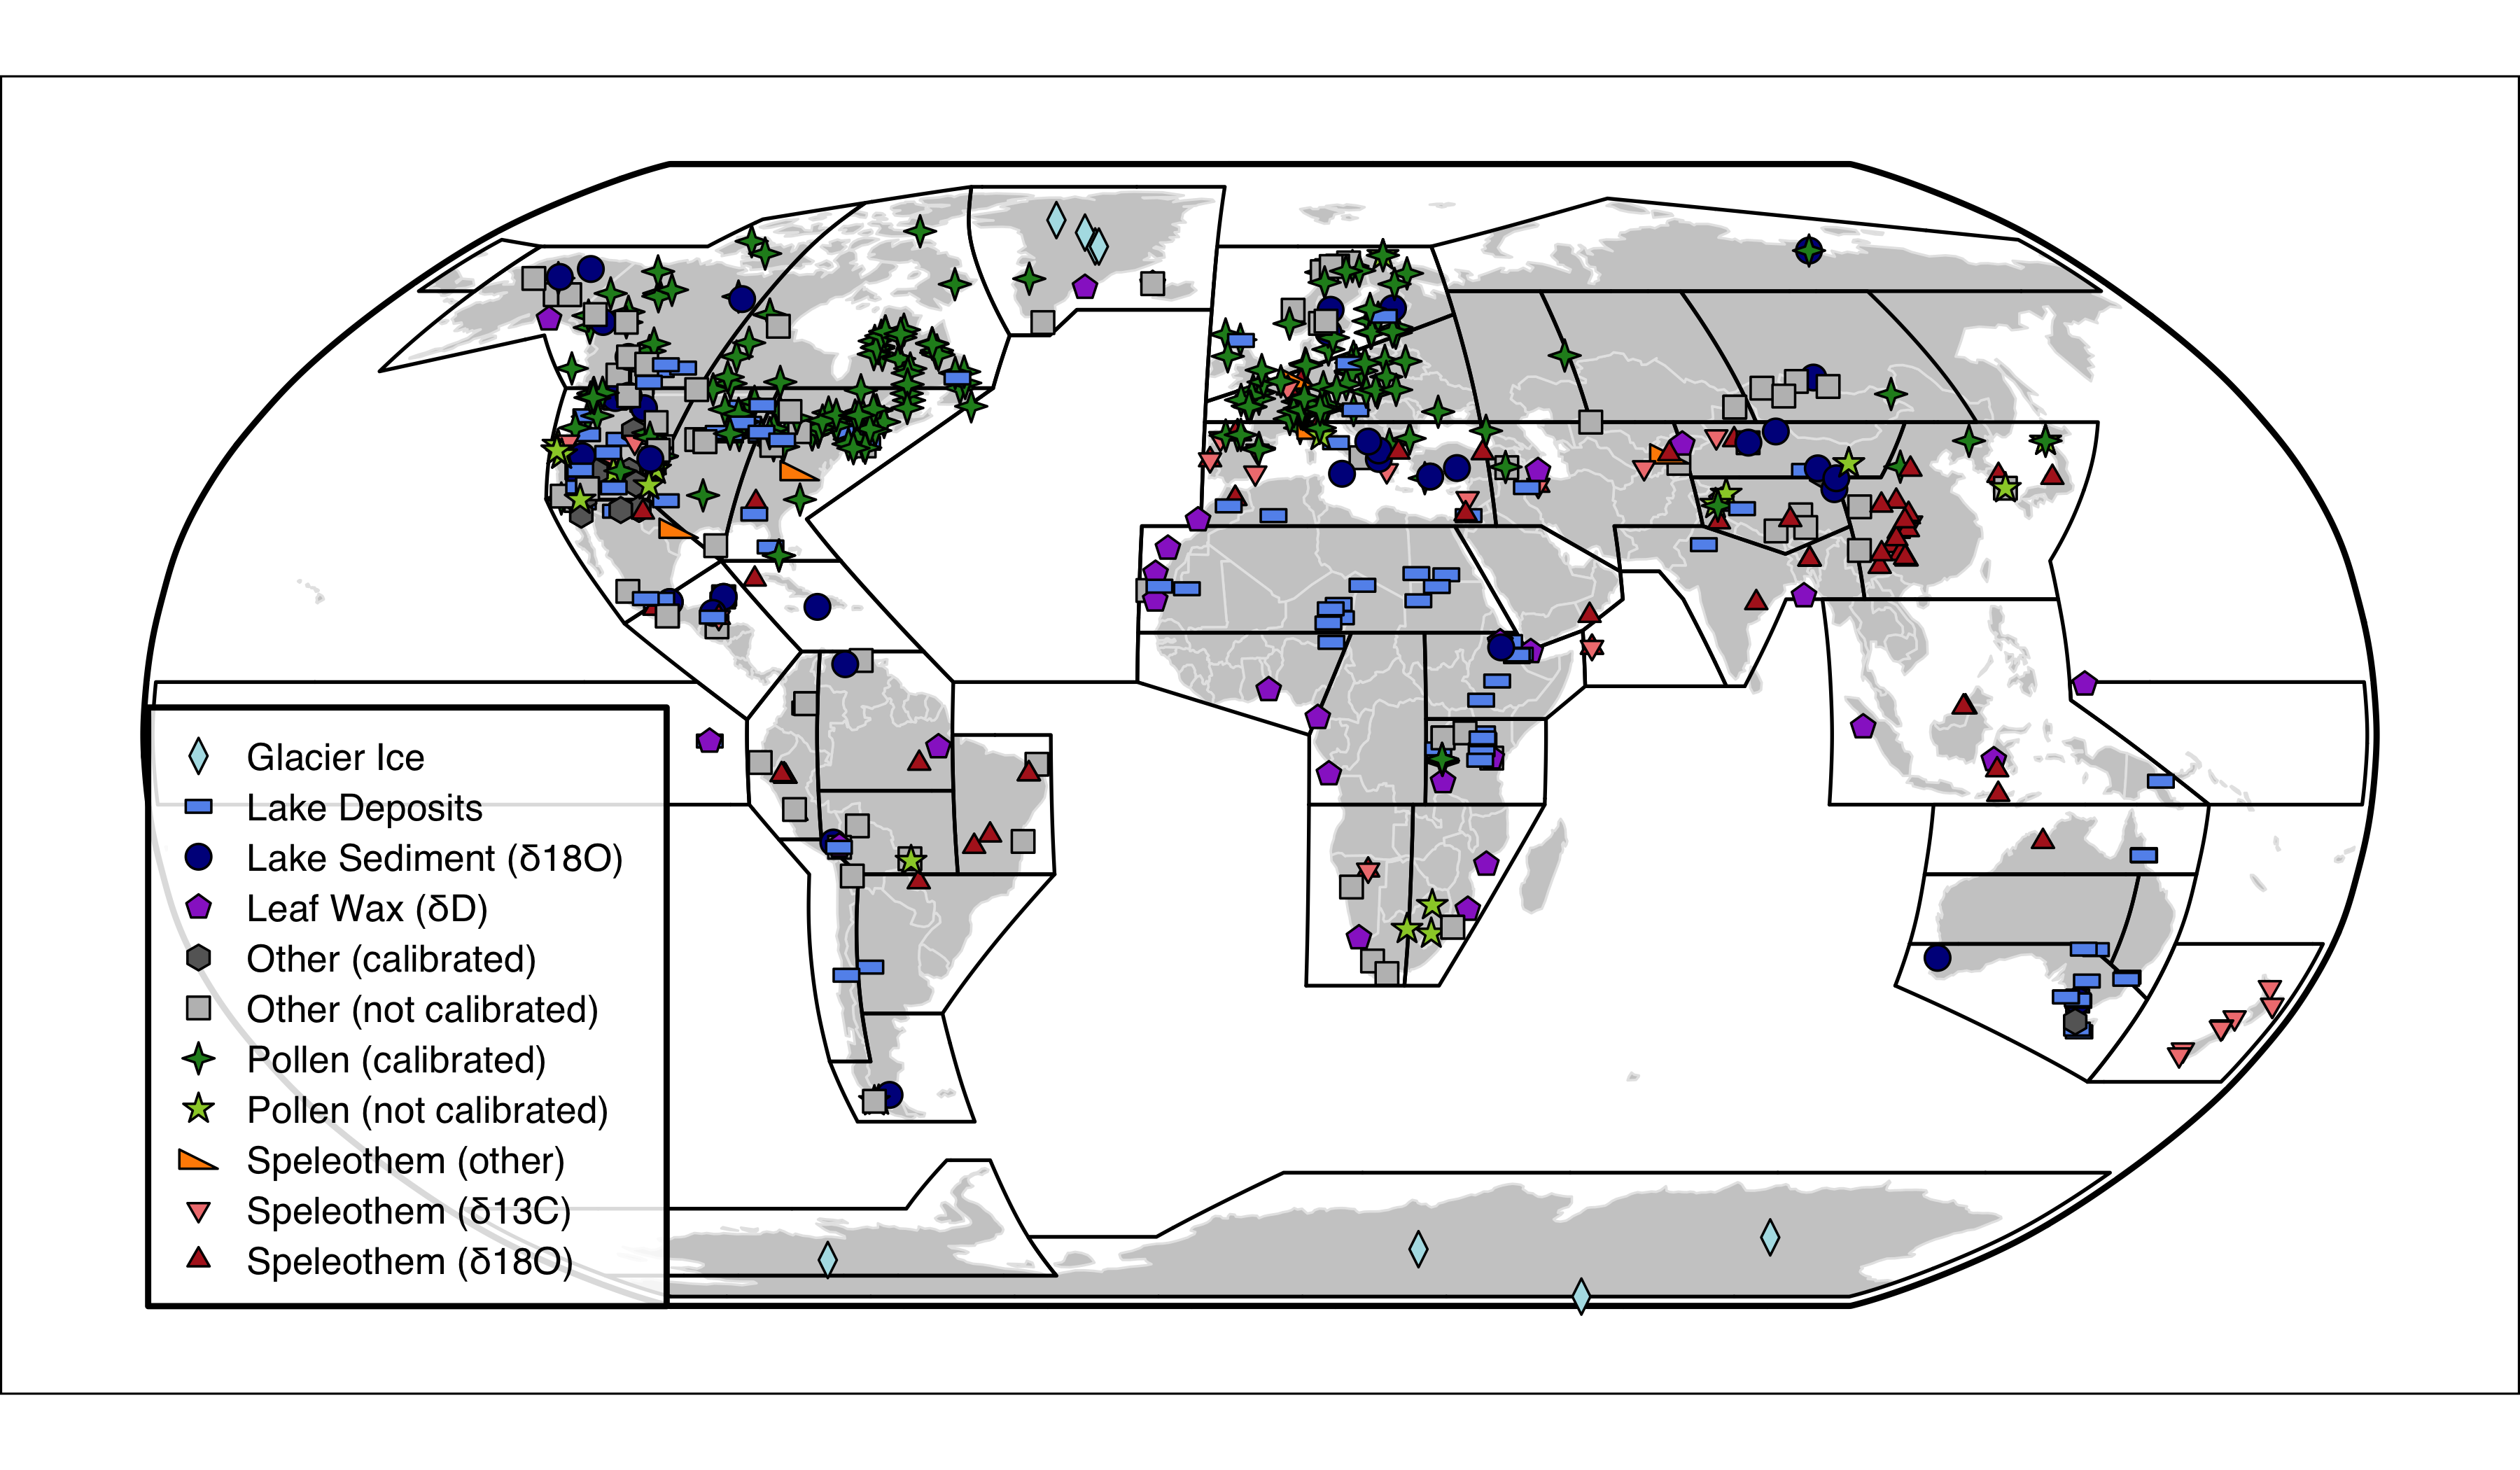 Glacier Ice
Lake Deposits
Lake Sediment (δ18O)
Leaf Wax (δD)
Other (calibrated)
Other (not calibrated)
Pollen (calibrated)
Pollen (not calibrated)
Speleothem (other)
Speleothem (δ13C)
Speleothem (δ18O)